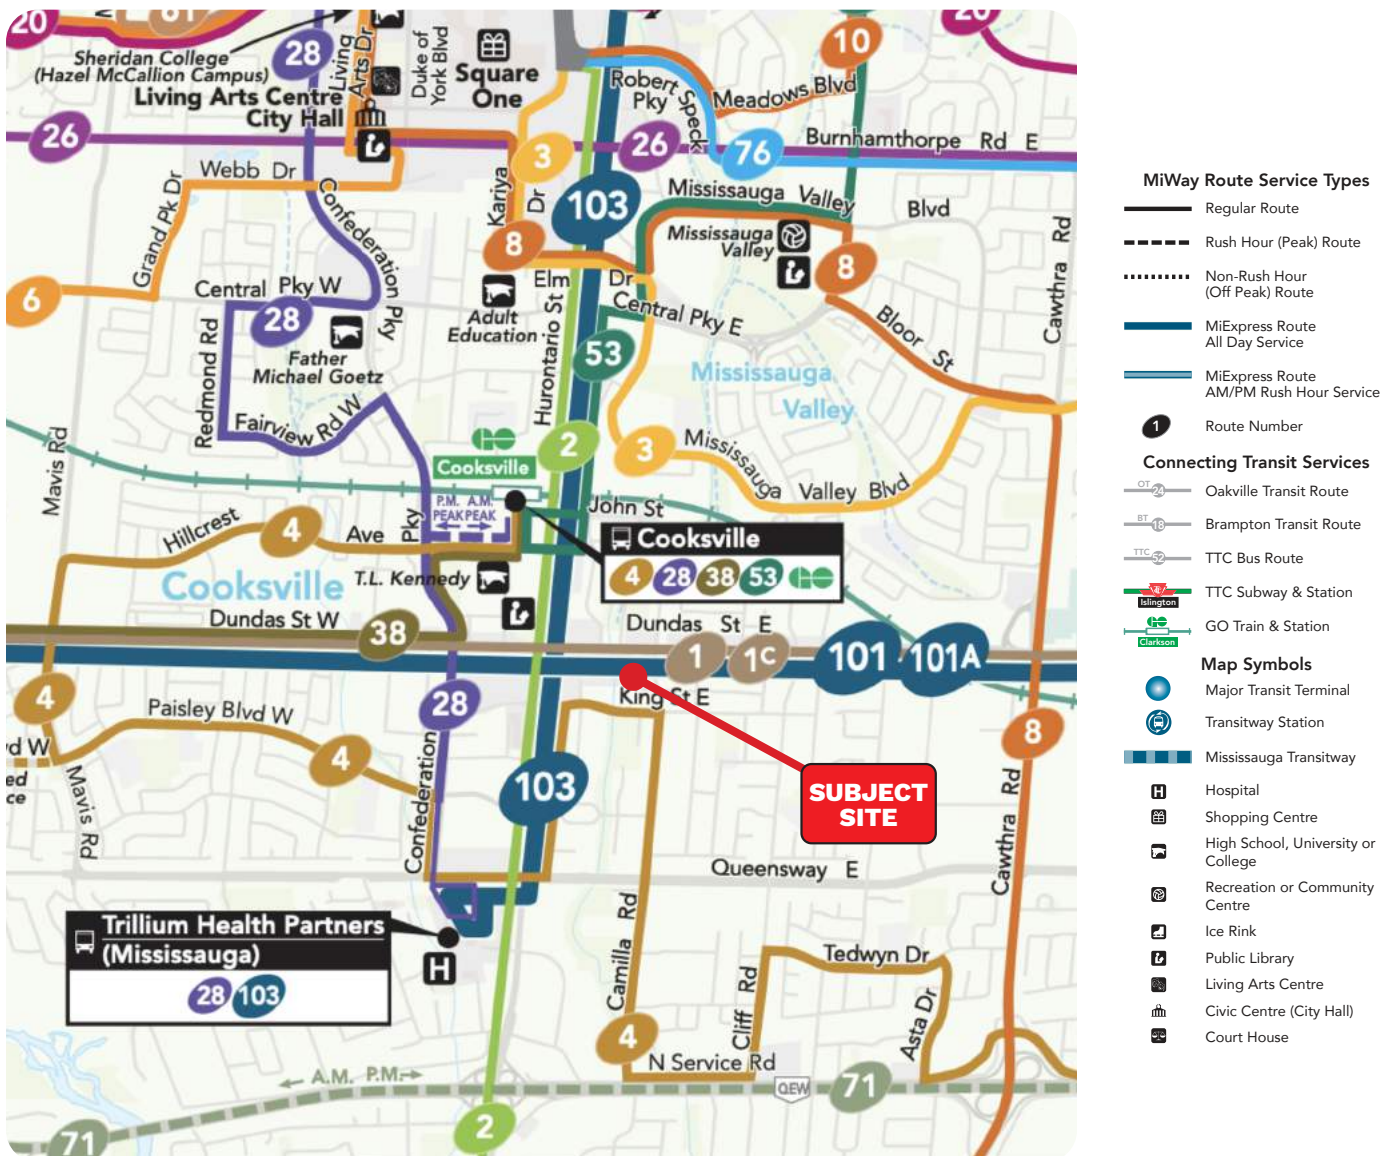 20
61
Sheridan College
(Hazel McCallion Campus)
28
Living
Arts Dr
Duke of
York Blvd
Square
One
Living Arts Centre
City Hall
10
20
Robert Speck
Pky
Meadows Blvd
26
3
26
76
Burnhamthorpe Rd E
Webb Dr
Grand Pk Dr
Confederation Pky
Kariya
Dr
103
Mississauga Valley
Blvd
Mississauga
Valley
8
8
Cawthra Rd
6
Central Pky W
28
Redmond Rd
Father
Michael Goetz
Fairview Rd W
Elm
Dr
Adult
Education
Hurontario St
Central Pky E
53
Bloor St
Mississauga
Valley
Mavis Rd
Cooksville
2
3
Mississauga
Valley Blvd
P.M. A.M.
PEAK PEAK
John St
Hillcrest
4
Ave
Pky
Cooksville
4 28 38 53
T.L. Kennedy
Cooksville
Dundas St W
38
Dundas St E
1
1C
101
101A
4
28
King St E
Paisley Blvd W
4
rd W
ed
ce
Mavis Rd
Confederation
103
8
SUBJECT
SITE
Cawthra Rd
Queensway E
Trillium Health Partners
(Mississauga)
28 103
H
Camilla Rd
4
Cliff Rd
Tedwyn Dr
Asta Dr
N Service Rd
A.M. P.M.
QEW
71
71
2
MiWay Route Service Types
Regular Route
Rush Hour (Peak) Route
Non-Rush Hour
(Off Peak) Route
MiExpress Route
All Day Service
MiExpress Route
AM/PM Rush Hour Service
1
Route Number
Connecting Transit Services
OT
24
Oakville Transit Route
BT
18
Brampton Transit Route
TTC
52
TTC Bus Route
Islington
TTC Subway & Station
Clarkson
GO Train & Station
Map Symbols
Major Transit Terminal
Transitway Station
Mississauga Transitway
H
Hospital
Shopping Centre
High School, University or
College
Recreation or Community
Centre
Ice Rink
Public Library
Living Arts Centre
Civic Centre (City Hall)
Court House